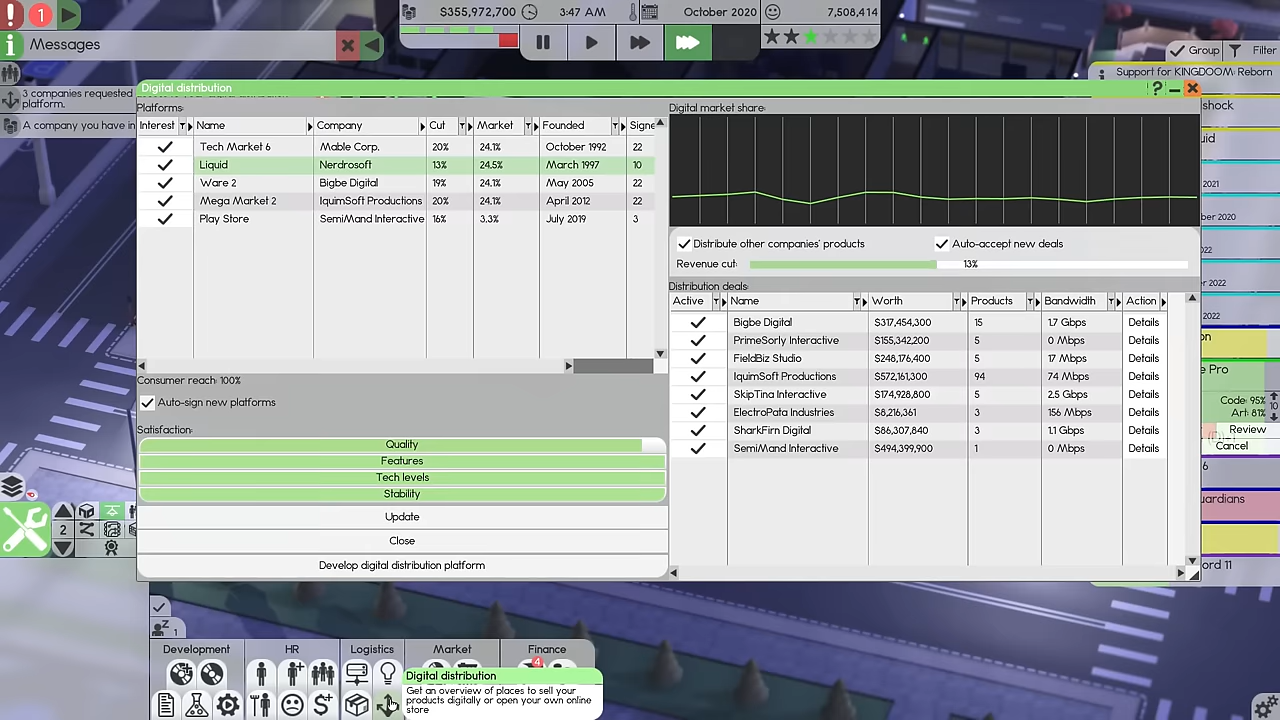 $355,972,700
3:47 AM
October 2020
7,508,414
1
Messages
Group
Filter
Support for KINGDOOM: Reborn
3 companies requested
platform.
A company you have in
Digital distribution
?
Platforms:
Interest Name Company Cut Market Founded Signe
Tech Market 6 Mable Corp. 20% 24.1% October 1992 22
Liquid Nerdrosoft 13% 24.5% March 1997 10
Ware 2 Bigbe Digital 19% 24.1% May 2005 22
Mega Market 2 IquimSoft Productions 20% 24.1% April 2012 22
Play Store SemiMand Interactive 16% 3.3% July 2019 3
Consumer reach: 100%
Auto-sign new platforms
Satisfaction:
Quality
Features
Tech levels
Stability
Update
Close
Develop digital distribution platform
Digital market share:
Distribute other companies' products
Auto-accept new deals
Revenue cut:
13%
Distribution deals:
Active Name Worth Products Bandwidth Action
Bigbe Digital $317,454,300 15 1.7 Gbps Details
PrimeSorly Interactive $155,342,200 5 0 Mbps Details
FieldBiz Studio $248,176,400 5 17 Mbps Details
IquimSoft Productions $572,161,300 94 74 Mbps Details
SkipTina Interactive $174,928,800 5 2.5 Gbps Details
ElectroPata Industries $8,216,361 3 156 Mbps Details
SharkFirn Digital $86,307,840 3 1.1 Gbps Details
SemiMand Interactive $494,399,900 1 0 Mbps Details
shock
uid
2021
ber 2020
022
er 2022
2022
on
e Pro
Code: 95%
Art: 81%
10
Review
Cancel
6
uardians
ord 11
2
Z 1
Development
HR
Logistics
Market
Finance
4
Digital distribution
Get an overview of places to sell your
products digitally or open your own online
store